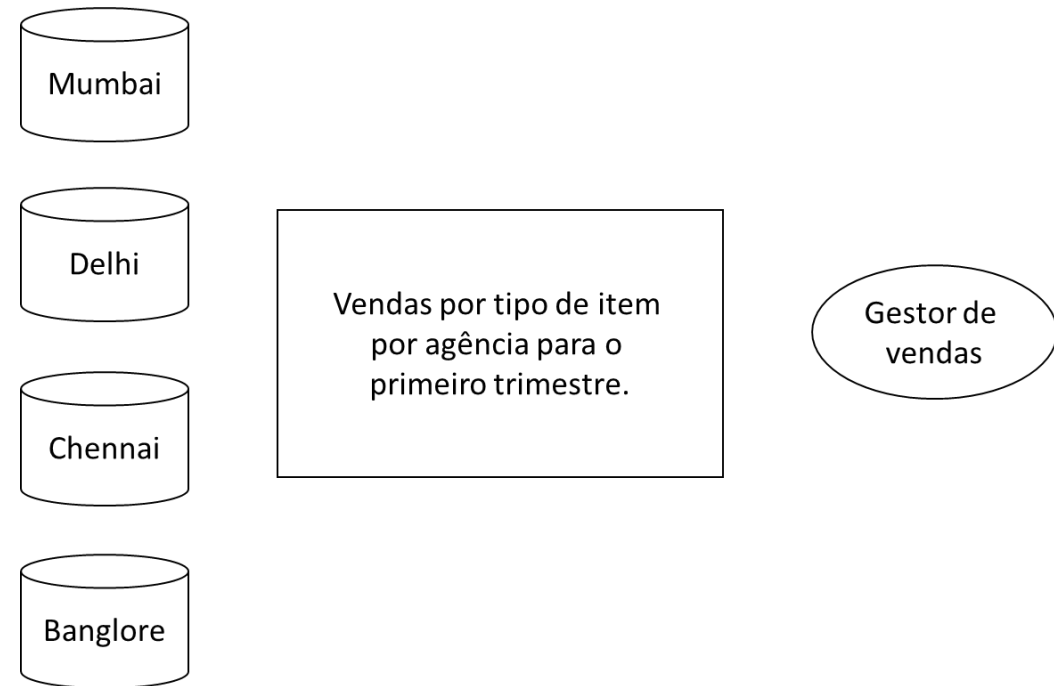 Mumbai
Delhi
Chennai
Banglore
Vendas por tipo de item
por agência para o
primeiro trimestre.
Gestor de
vendas